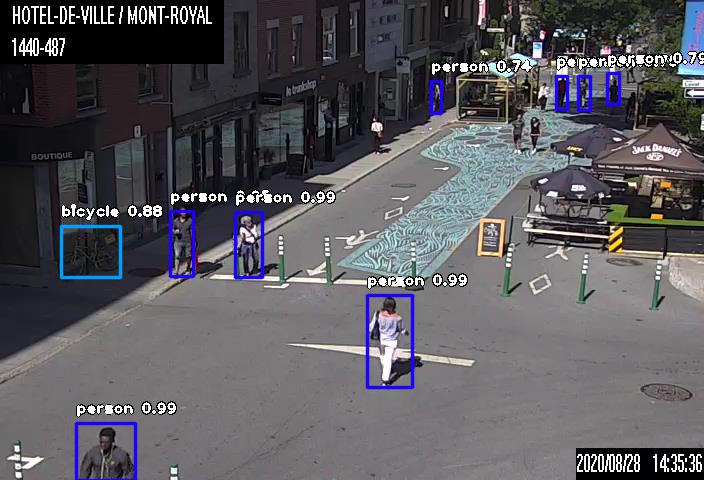 HOTEL-DE-VILLE / MONT-ROYAL
1440-487
person 0.74
person 0.79
BOUTIQUE
JACK DANIEL'S
bicycle 0.88
person
person 0.99
person 0.99
person 0.99
2020/08/28 14:35:36